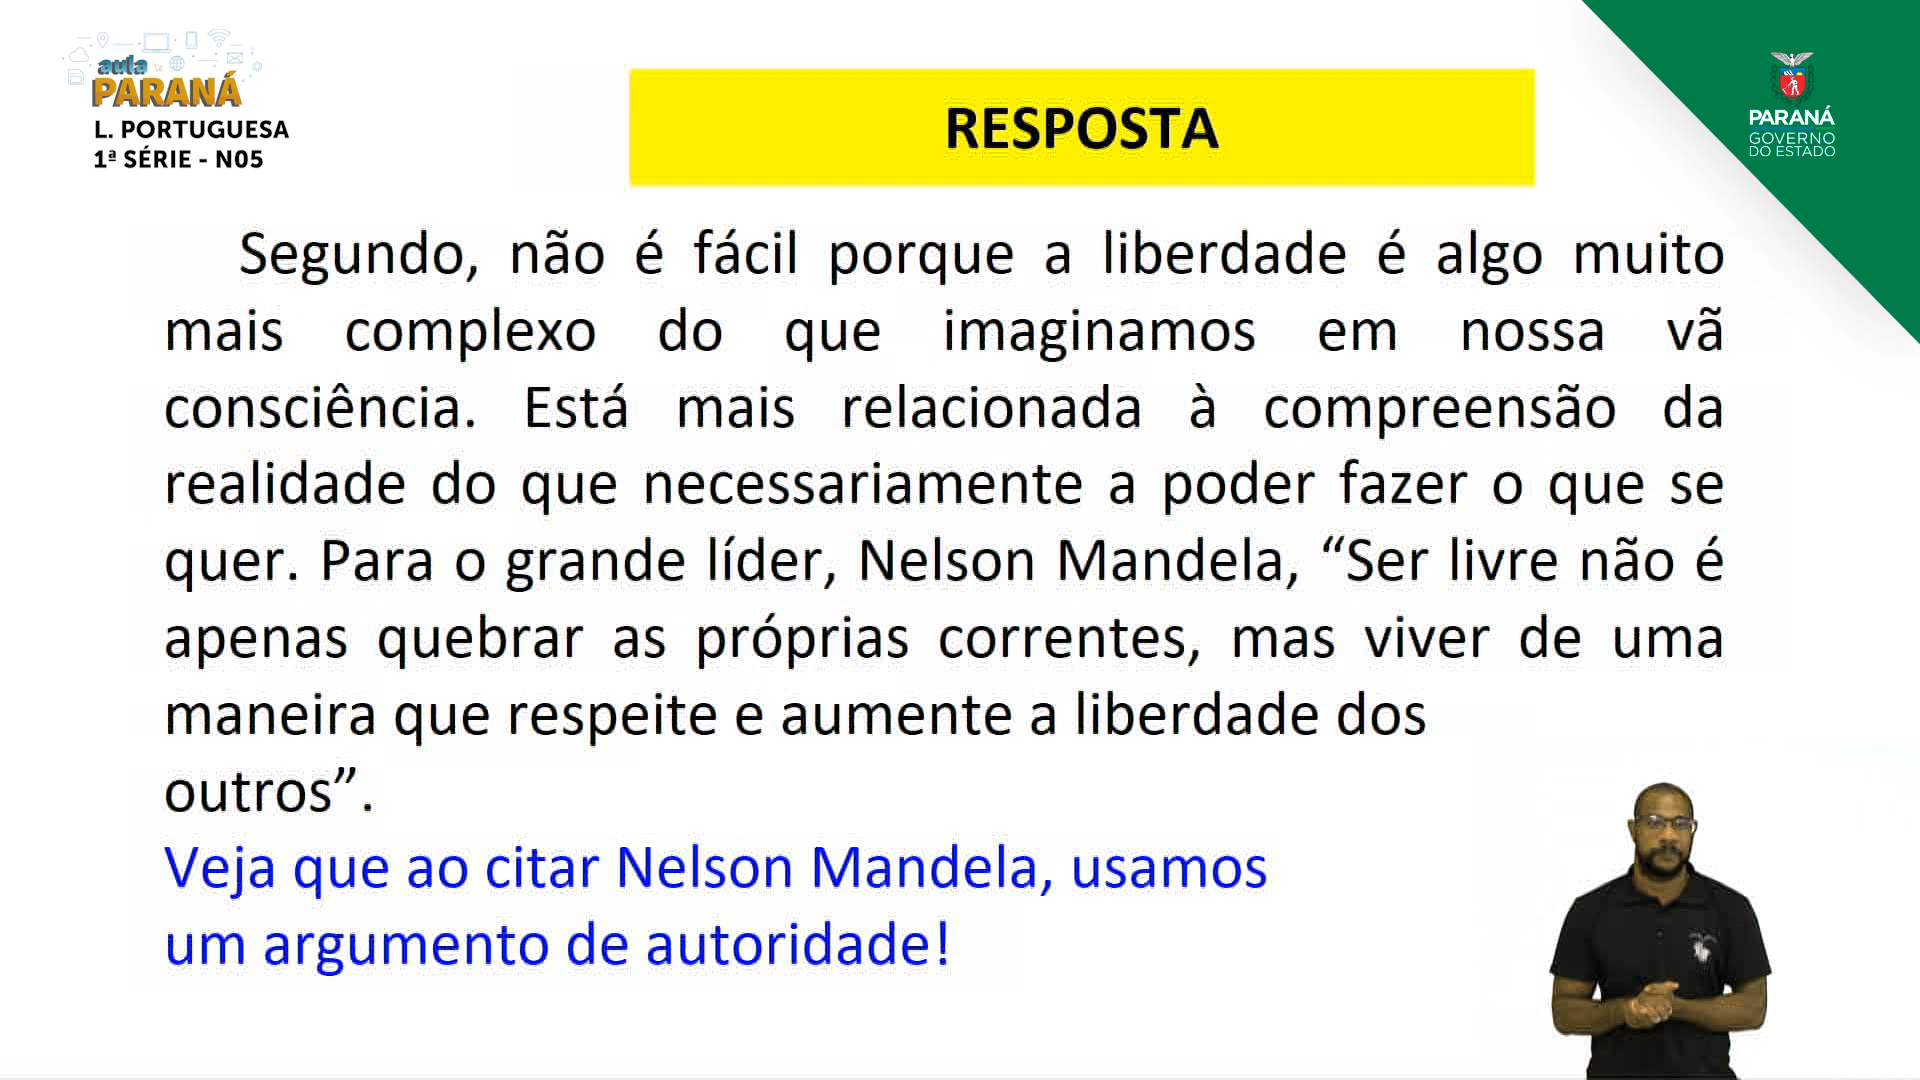 aula
PARANÁ
L. PORTUGUESA
1ª SÉRIE - N05
RESPOSTA
PARANÁ
GOVERNO
DO ESTADO
Segundo, não é fácil porque a liberdade é algo muito
mais complexo do que imaginamos em nossa vã
consciência. Está mais relacionada à compreensão da
realidade do que necessariamente a poder fazer o que se
quer. Para o grande líder, Nelson Mandela, “Ser livre não é
apenas quebrar as próprias correntes, mas viver de uma
maneira que respeite e aumente a liberdade dos
outros”.
Veja que ao citar Nelson Mandela, usamos
um argumento de autoridade!